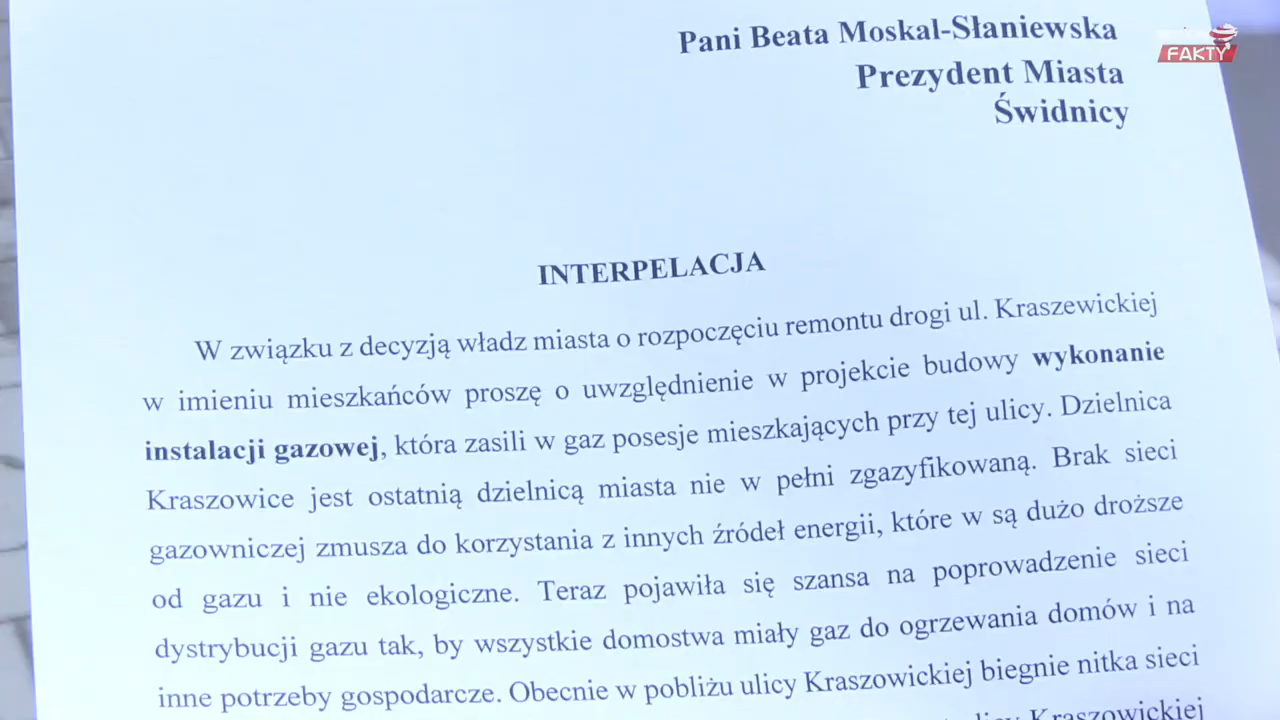 Pani Beata Moskal-Słaniewska
Prezydent Miasta
Świdnicy
FAKTY
INTERPELACJA
W związku z decyzją władz miasta o rozpoczęciu remontu drogi ul. Kraszewickiej
w imieniu mieszkańców proszę o uwzględnienie w projekcie budowy wykonanie
instalacji gazowej, która zasili w gaz posesje mieszkających przy tej ulicy. Dzielnica
Kraszowice jest ostatnią dzielnicą miasta nie w pełni zgazyfikowaną. Brak sieci
gazowniczej zmusza do korzystania z innych źródeł energii, które w są dużo droższe
od gazu i nie ekologiczne. Teraz pojawiła się szansa na poprowadzenie sieci
dystrybucji gazu tak, by wszystkie domostwa miały gaz do ogrzewania domów i na
inne potrzeby gospodarcze. Obecnie w pobliżu ulicy Kraszowickiej biegnie nitka sieci
Kraszowickiej